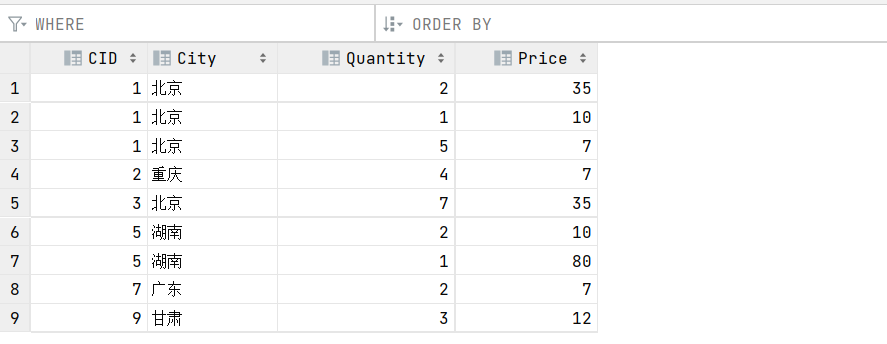 WHERE ORDER BY
CID City Quantity Price
1 1 北京 2 35
2 1 北京 1 10
3 1 北京 5 7
4 2 重庆 4 7
5 3 北京 7 35
6 5 湖南 2 10
7 5 湖南 1 80
8 7 广东 2 7
9 9 甘肃 3 12